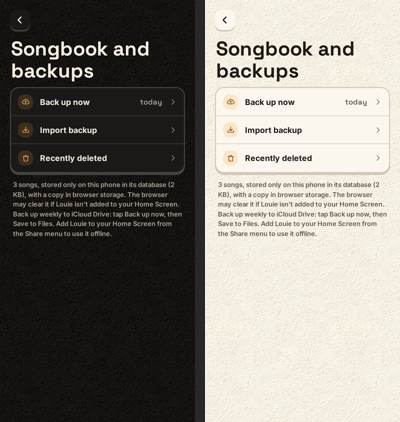 Songbook and
backups
Back up now today
Import backup
Recently deleted
3 songs, stored only on this phone in its database (2
KB), with a copy in browser storage. The browser
may clear it if Louie isn't added to your Home Screen.
Back up weekly to iCloud Drive: tap Back up now, then
Save to Files. Add Louie to your Home Screen from
the Share menu to use it offline.
Songbook and
backups
Back up now today
Import backup
Recently deleted
3 songs, stored only on this phone in its database (2
KB), with a copy in browser storage. The browser
may clear it if Louie isn't added to your Home Screen.
Back up weekly to iCloud Drive: tap Back up now, then
Save to Files. Add Louie to your Home Screen from
the Share menu to use it offline.